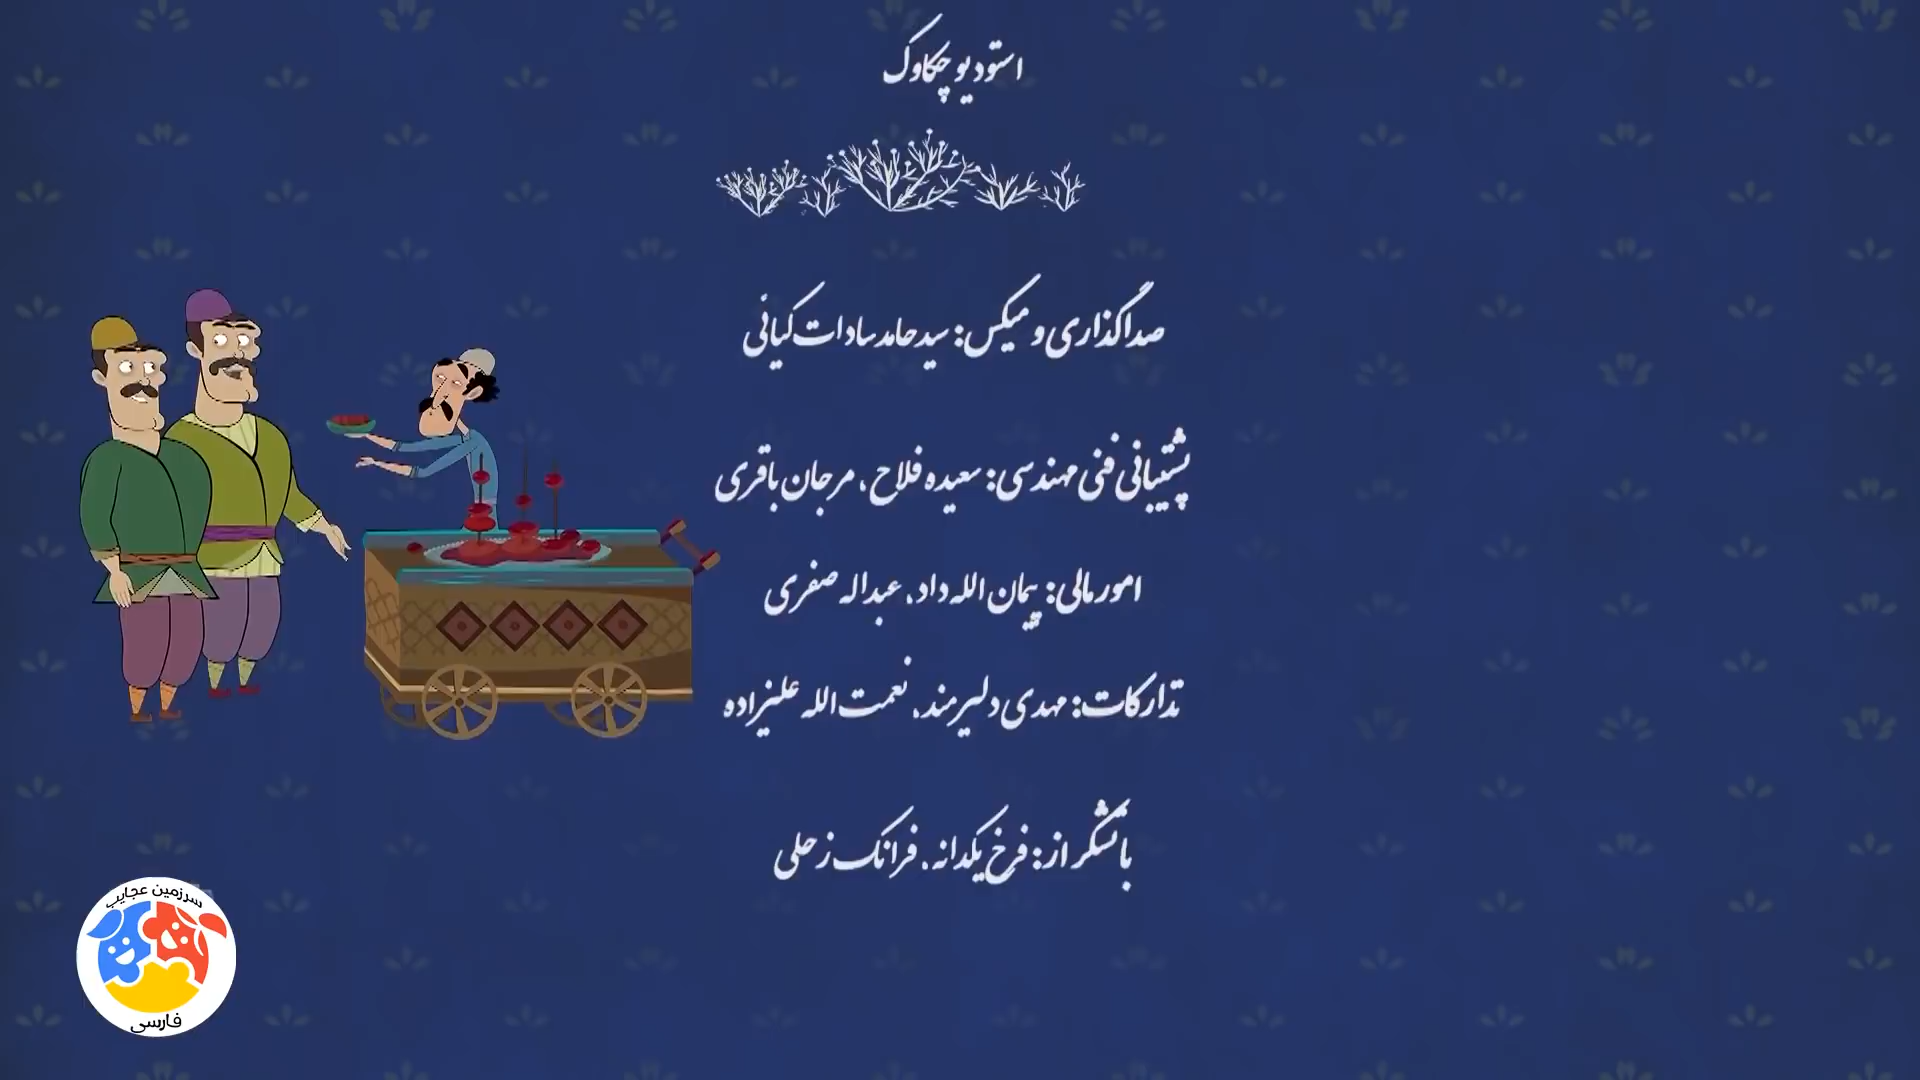 استودیو چکاوک
صداگذاری و میکس: سید حامد سادات کیانی
پشتیبانی فنی مهندسی: سعیده فلاح، مرجان باقری
امور مالی: پیمان الله داد، عبداله صفری
تدارکات: مهدی دلیرمند، نعمت الله علیزاده
با تشکر از: فرخ یکدانه، فرانک زحلی
سرزمین عجایب
فارسی